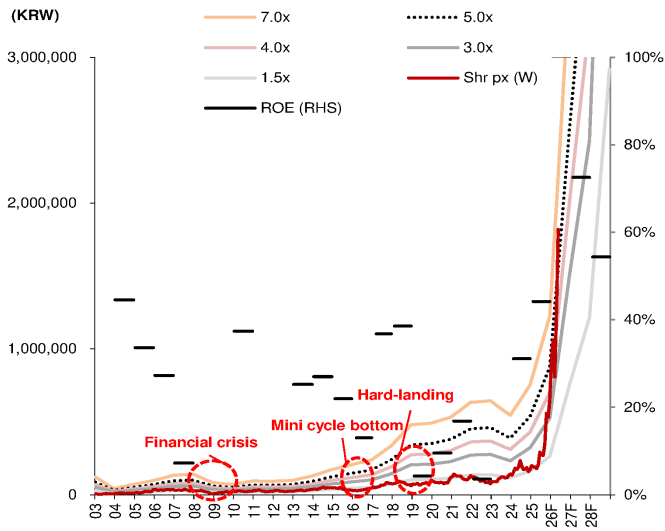 (KRW)
7.0x
5.0x
4.0x
3.0x
1.5x
Shr px (W)
ROE (RHS)
3,000,000
2,000,000
1,000,000
0
100%
80%
60%
40%
20%
0%
Financial crisis
Mini cycle bottom
Hard-landing
03 04 05 06 07 08 09 10 11 12 13 14 15 16 17 18 19 20 21 22 23 24 25 26F 27F 28F